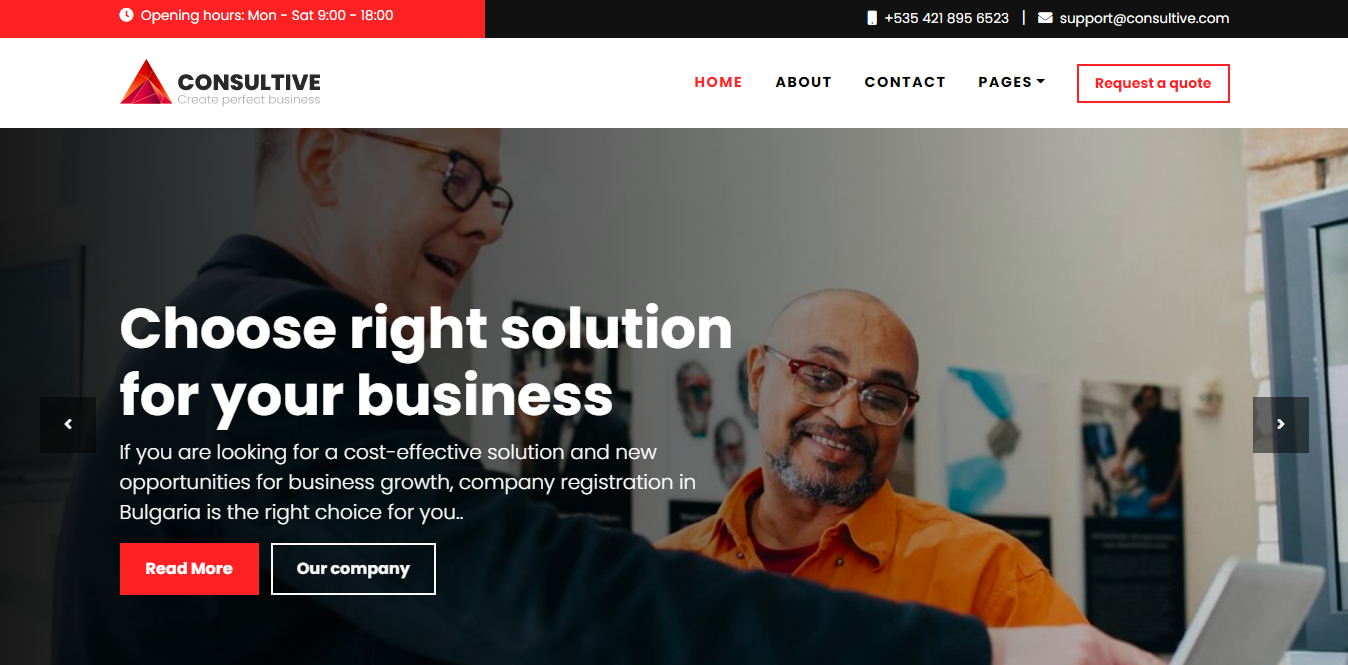 Opening hours: Mon - Sat 9:00 - 18:00
+535 421 895 6523 | support@consultive.com
CONSULTIVE
Create perfect business
HOME ABOUT CONTACT PAGES
Request a quote
Choose right solution
for your business
If you are looking for a cost-effective solution and new
opportunities for business growth, company registration in
Bulgaria is the right choice for you..
Read More
Our company